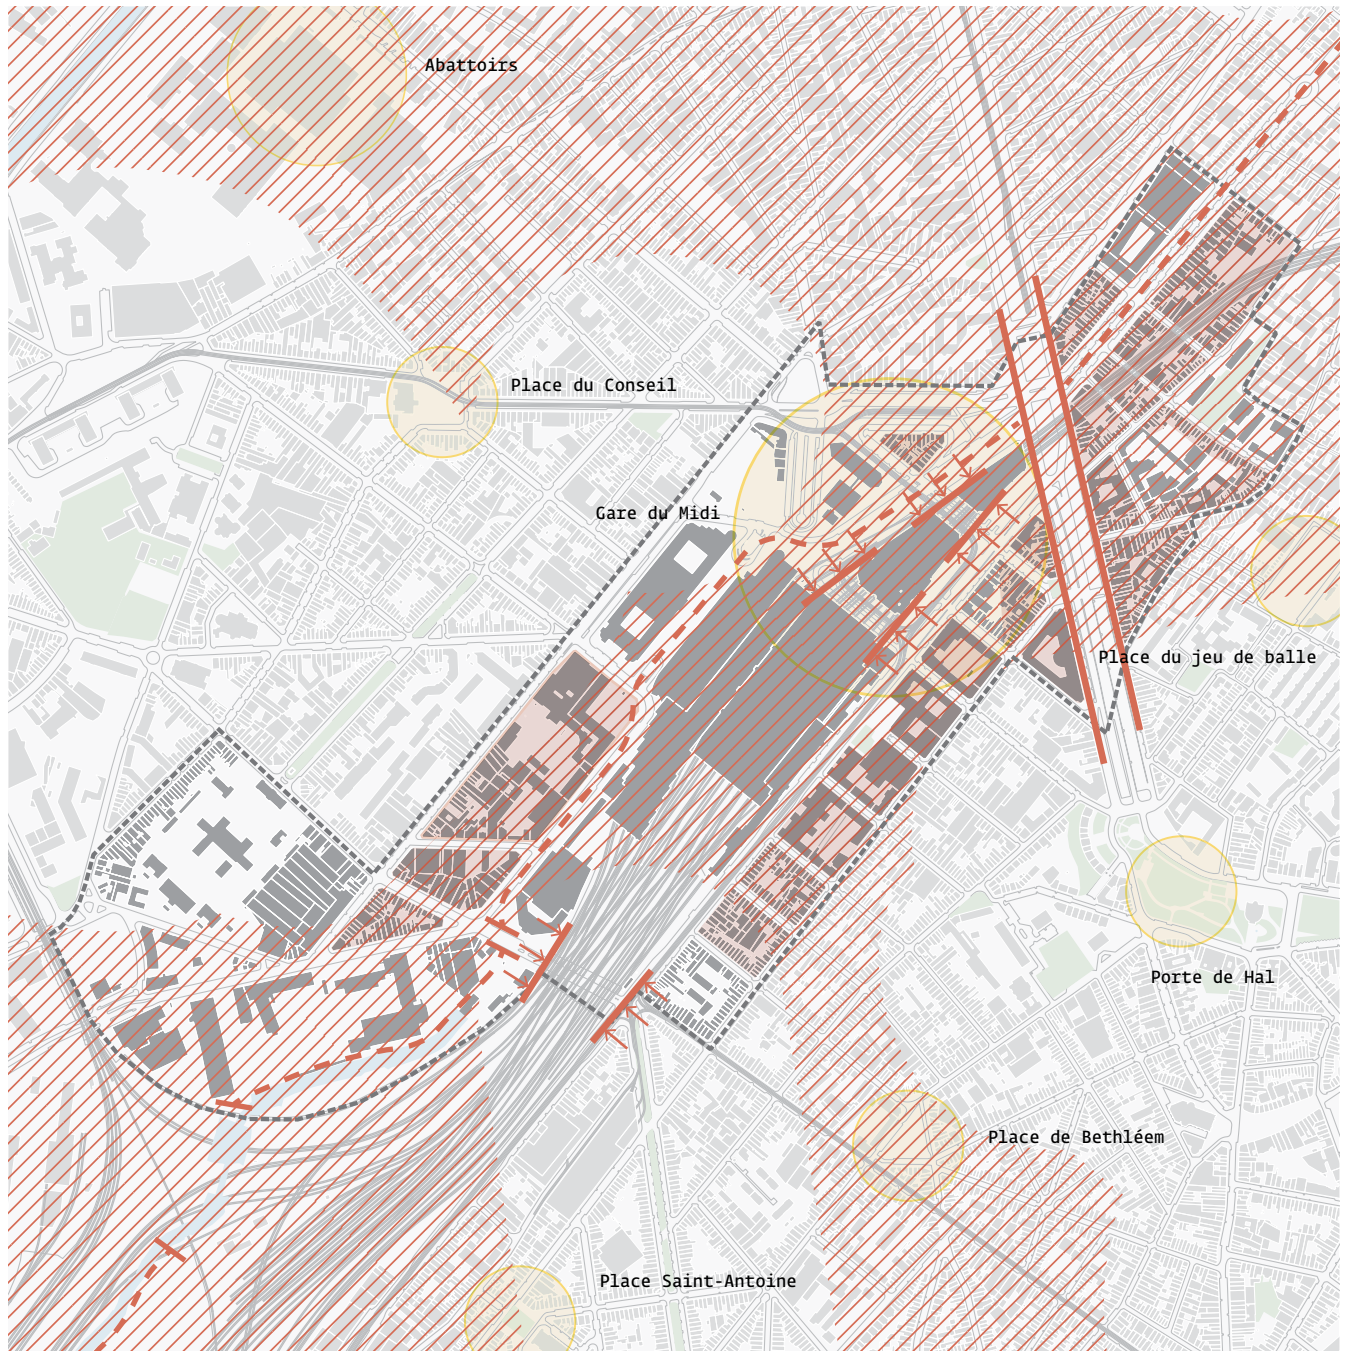 Abattoirs
Place du Conseil
Gare du Midi
Place du jeu de balle
Porte de Hal
Place de Bethléem
Place Saint-Antoine